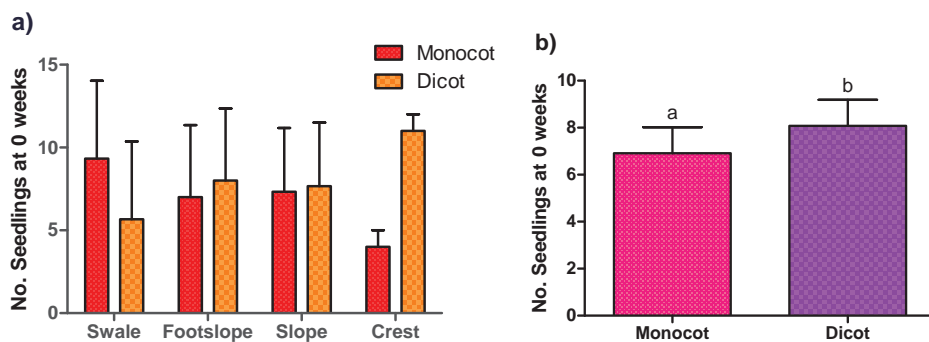 a)
Monocot
Dicot
No. Seedlings at 0 weeks
15
10
5
0
Swale Footslope Slope Crest
b)
No. Seedlings at 0 weeks
10
8
6
4
2
0
a
b
Monocot Dicot